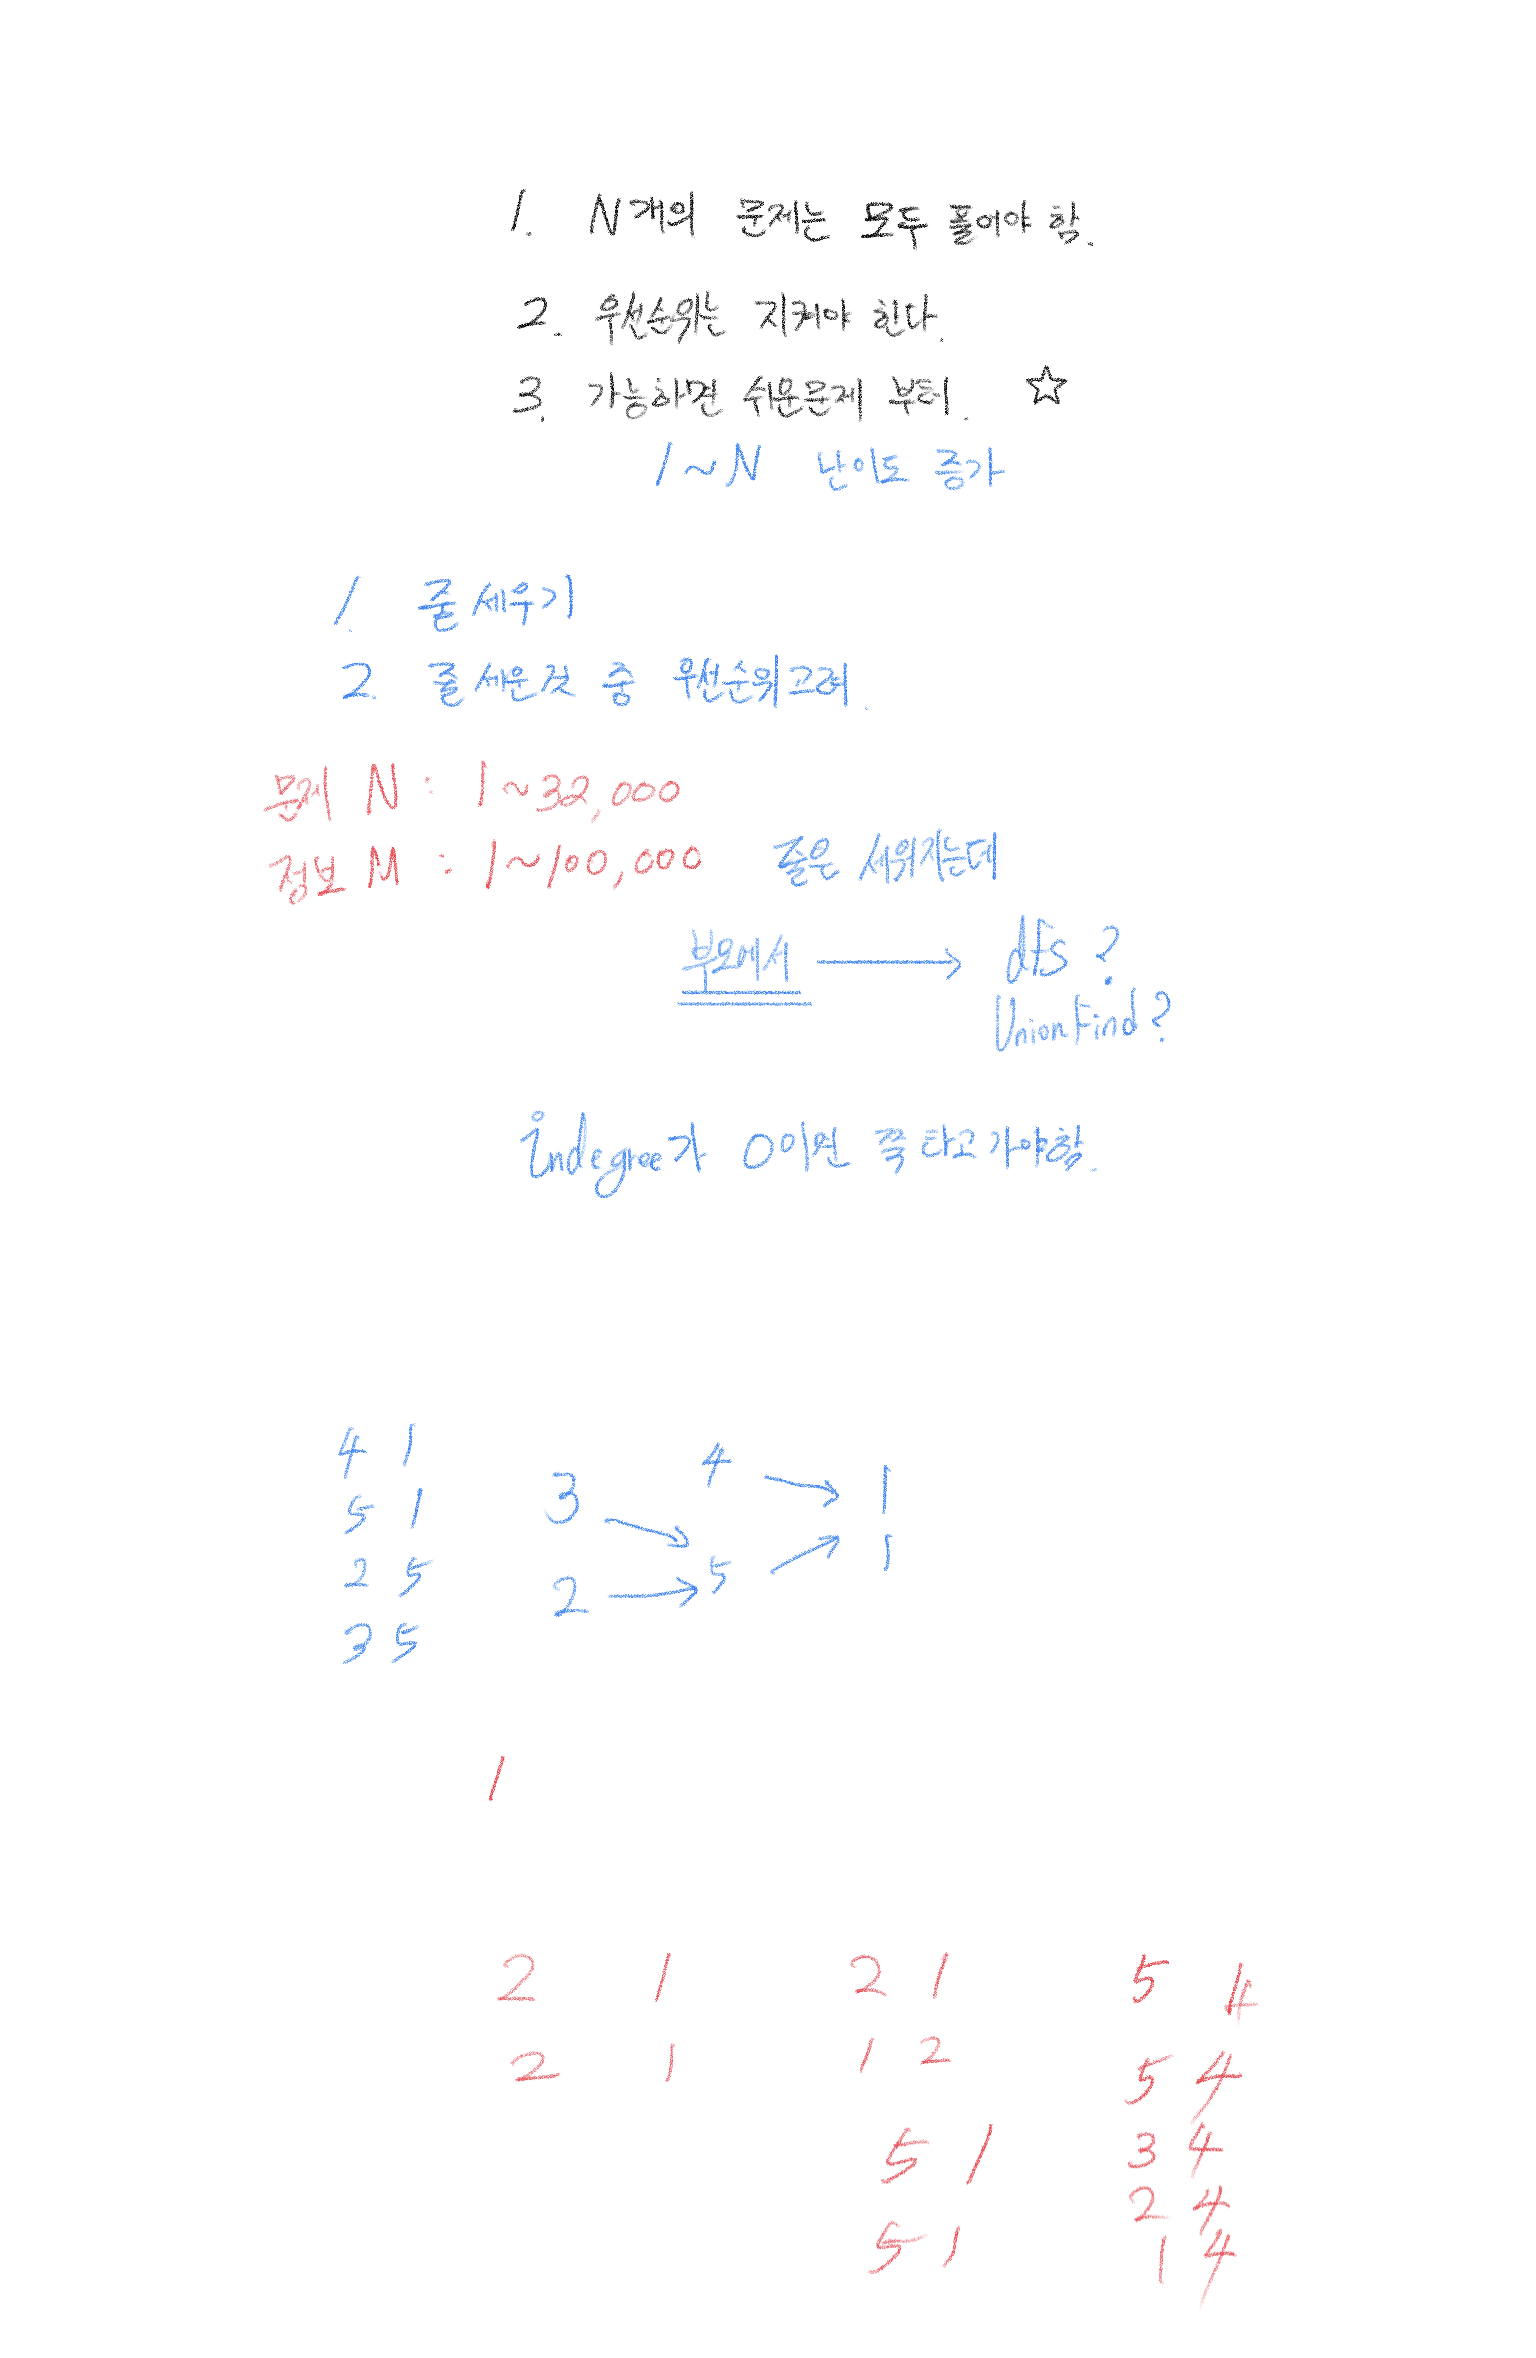 1. N개의 문제는 모두 풀어야 함.
2. 우선순위는 지켜야 한다.
3. 가능하면 쉬운문제 부터.
1~N 난이도 증가
1. 줄세우기
2. 줄세운것 중 우선순위고려.
문제 N : 1~32,000
정보 M : 1~100,000 줄은 세워지는데
부모에서 dfs ?
UnionFind ?
indegree가 0이면 쭉 타고가야함.
4 1
5 1
2 5
3 5
3 4 1
2 5 1
1
2 1 2 1 5 4
2 1 1 2 5 4
5 1 3 4
5 1 2 4
1 4